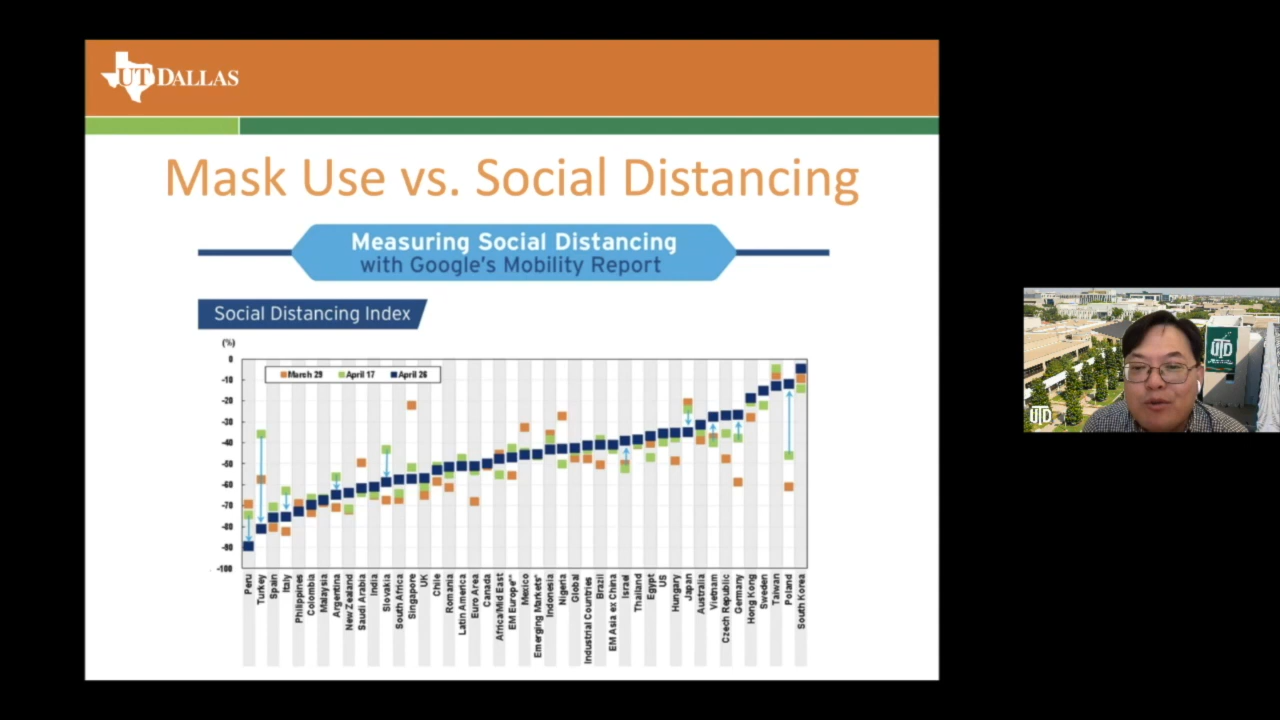 UT DALLAS
Mask Use vs. Social Distancing
Measuring Social Distancing
with Google's Mobility Report
Social Distancing Index
(%)
March 29 April 17 April 26
0
-10
-20
-30
-40
-50
-60
-70
-80
-90
-100
Peru
Turkey
Spain
Italy
Philippines
Colombia
Malaysia
Argentina
New Zealand
Saudi Arabia
India
Slovakia
South Africa
Singapore
UK
Chile
Romania
Latin America
Euro Area
Canada
Africa/Mid East
EM Europe**
Mexico
Emerging Markets*
Indonesia
Nigeria
Global
Industrial Countries
Brazil
EM Asia ex China
Israel
Thailand
Egypt
US
Hungary
Japan
Australia
Vietnam
Czech Republic
Germany
Hong Kong
Sweden
Taiwan
Poland
South Korea
UTD
UTD